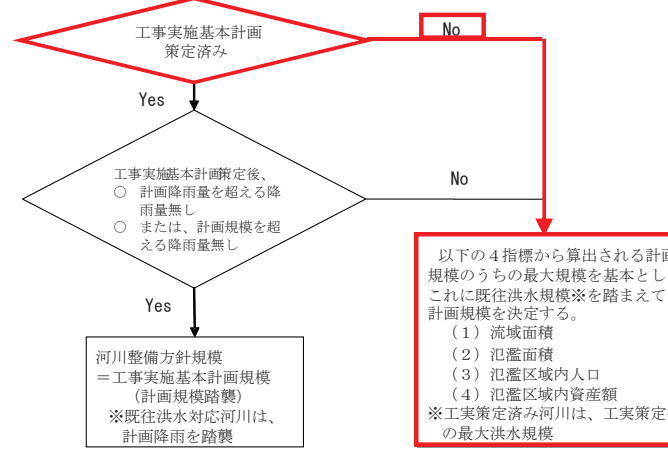 工事実施基本計画
策定済み
No
Yes
工事実施基本計画策定後、
○ 計画降雨量を超える降
雨量無し
○ または、計画規模を超
える降雨量無し
No
Yes
河川整備方針規模
＝工事実施基本計画規模
（計画規模踏襲）
※既往洪水対応河川は、
計画降雨を踏襲
以下の４指標から算出される計画
規模のうちの最大規模を基本とし
これに既往洪水規模※を踏まえて
計画規模を決定する。
（１）流域面積
（２）氾濫面積
（３）氾濫区域内人口
（４）氾濫区域内資産額
※工実策定済み河川は、工実策定
の最大洪水規模